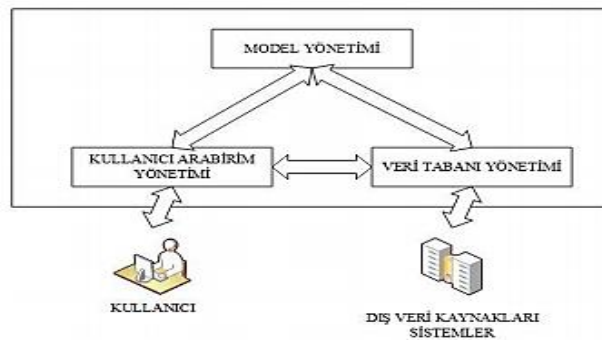 MODEL YÖNETİMİ
KULLANICI ARABİRİM
YÖNETİMİ
VERİ TABANI YÖNETİMİ
KULLANICI
DIŞ VERİ KAYNAKLARI
SİSTEMLER